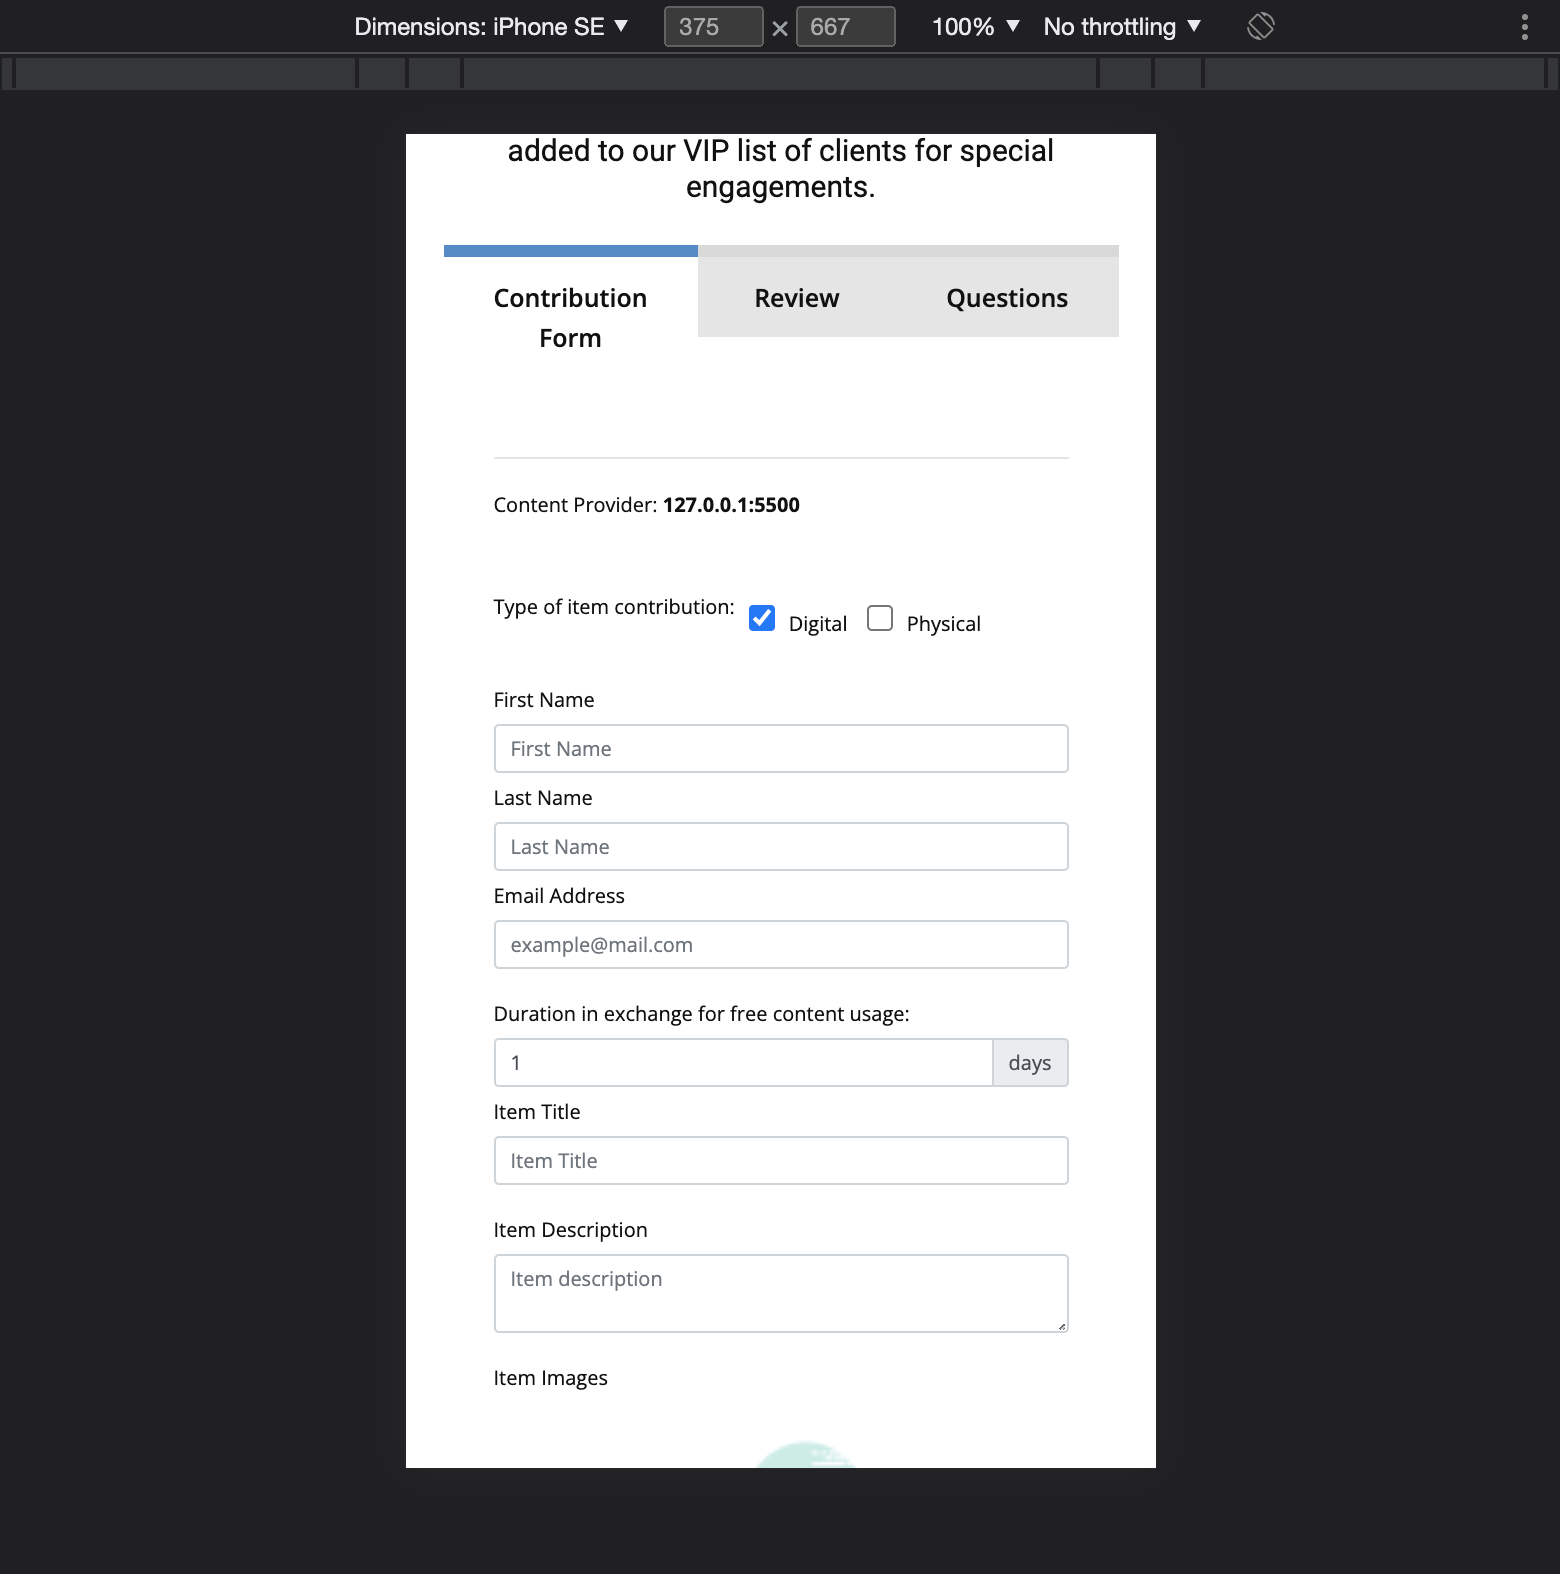 Dimensions: iPhone SE ▼ 375 × 667 100% ▼ No throttling ▼
added to our VIP list of clients for special
engagements.
Contribution Form
Review
Questions
Content Provider: 127.0.0.1:5500
Type of item contribution: Digital Physical
First Name
First Name
Last Name
Last Name
Email Address
example@mail.com
Duration in exchange for free content usage:
1 days
Item Title
Item Title
Item Description
Item description
Item Images